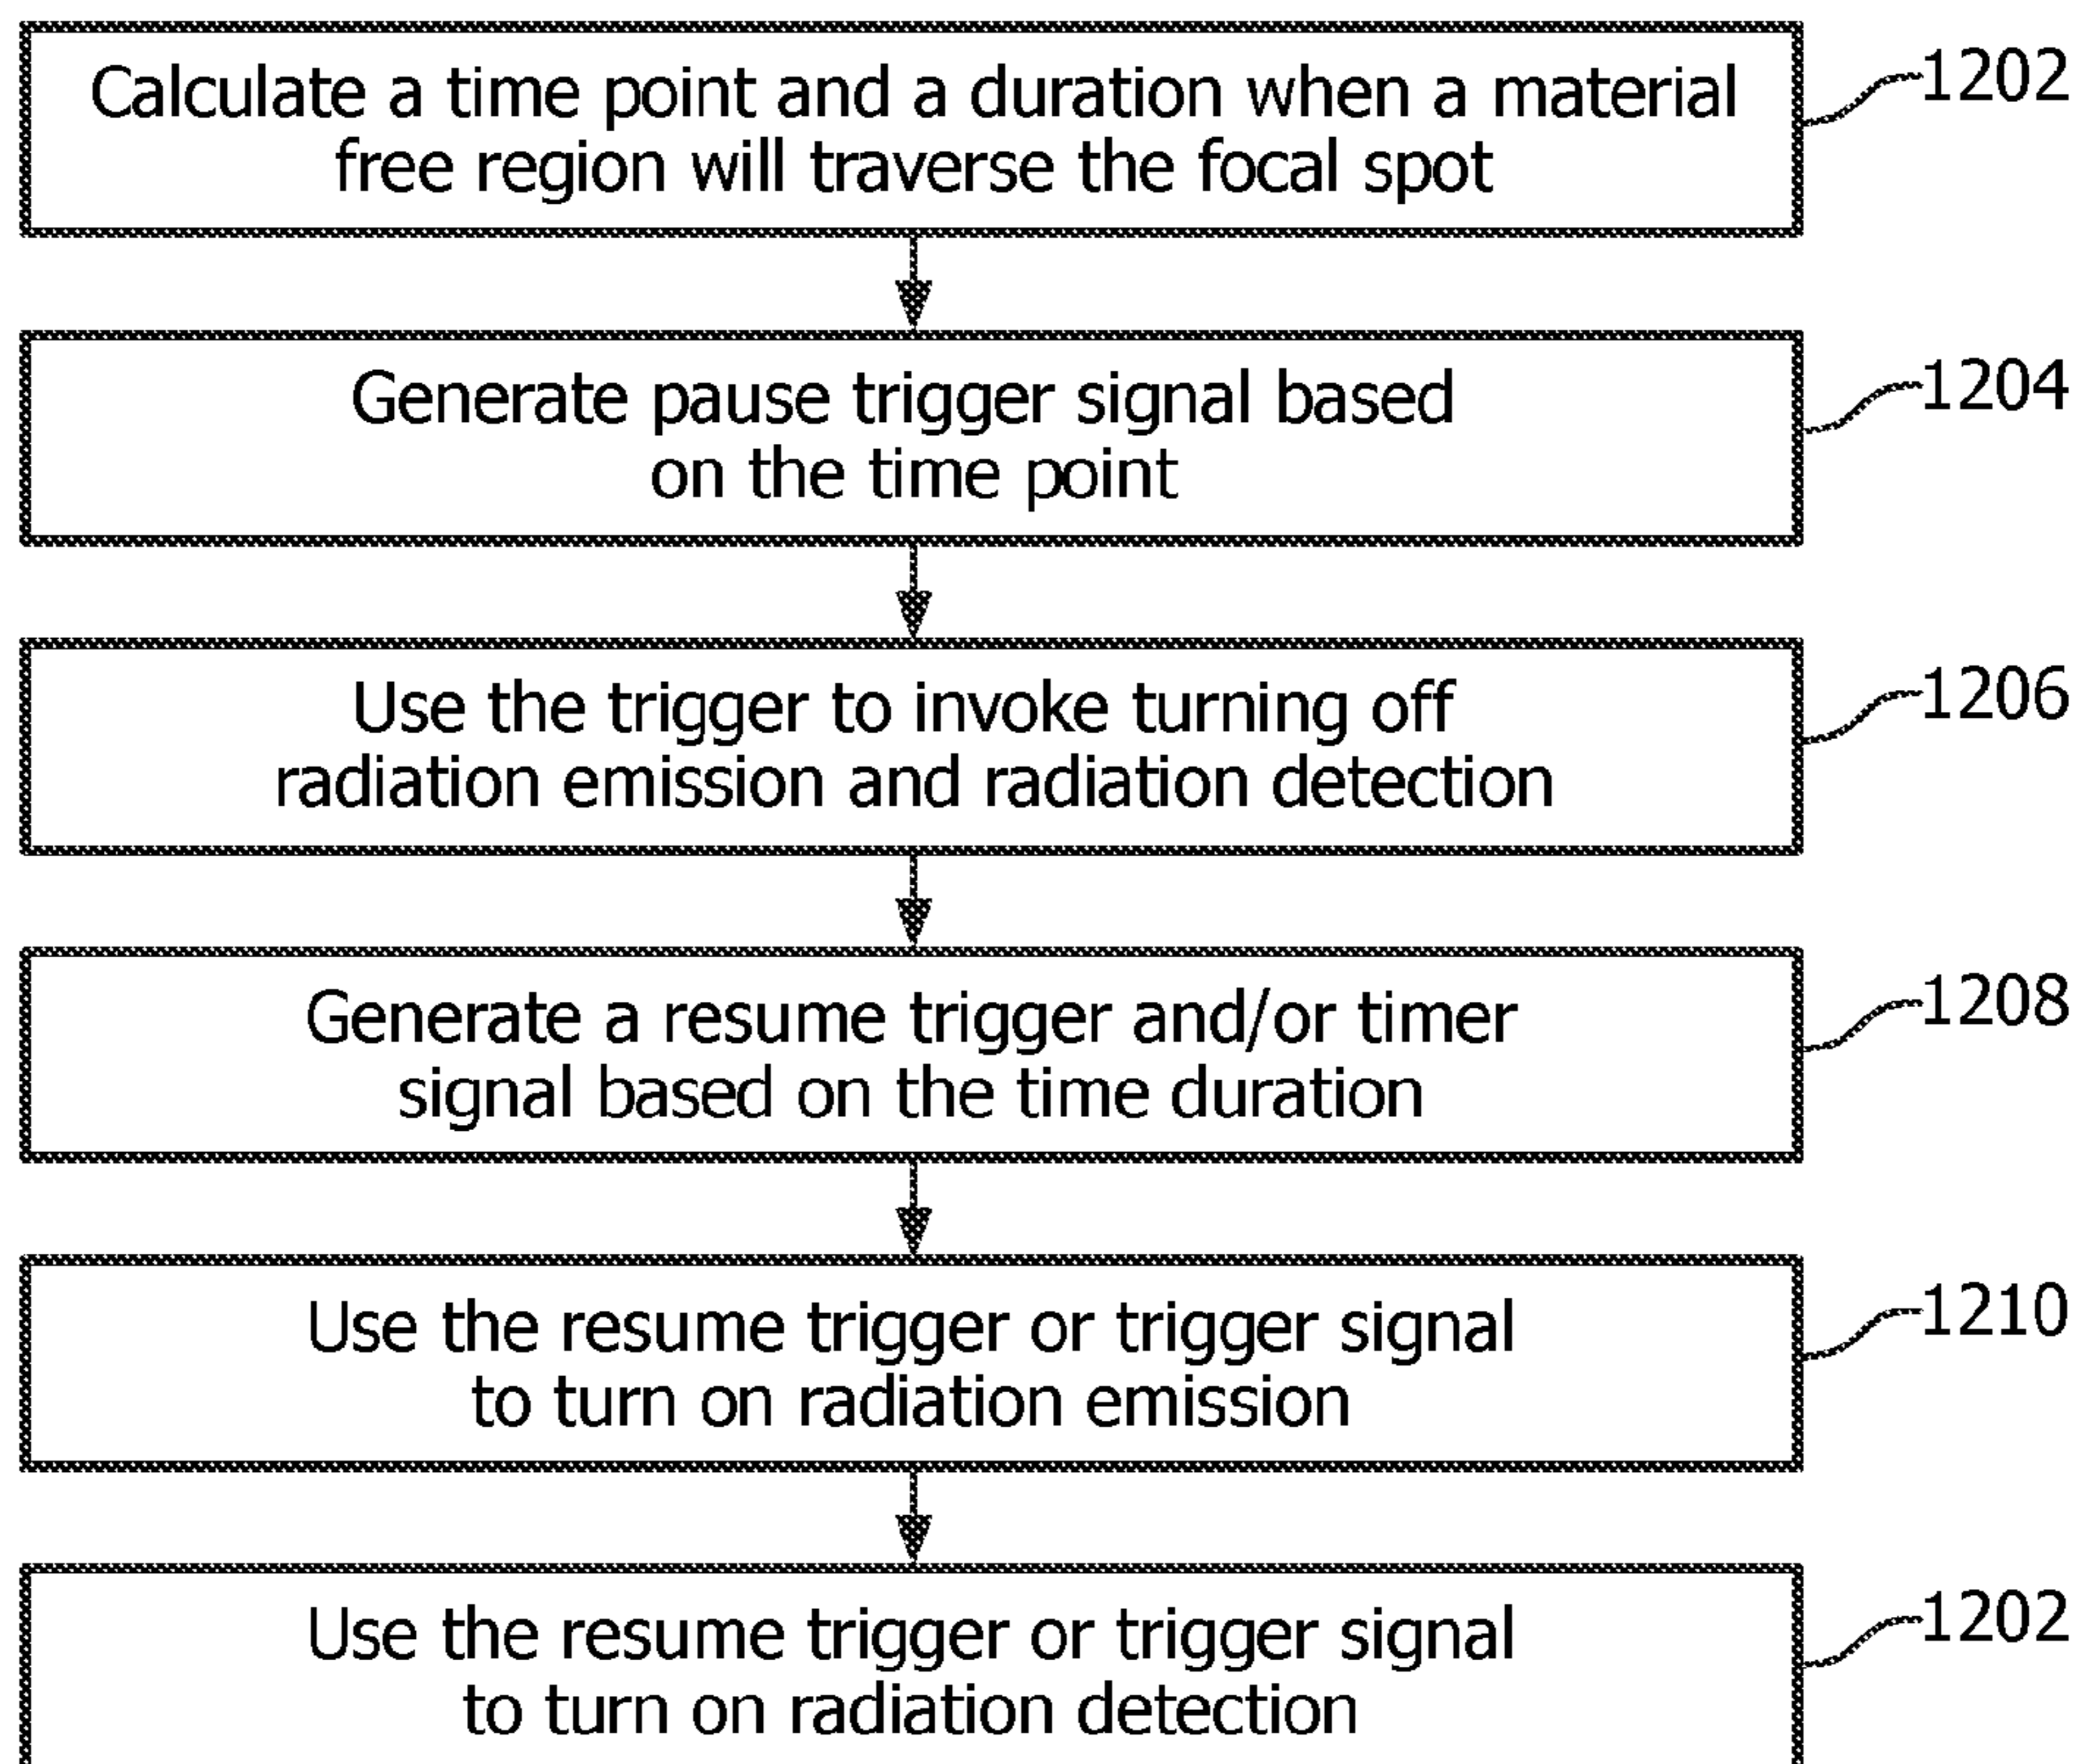 Calculate a time point and a duration when a material
free region will traverse the focal spot
1202
Generate pause trigger signal based
on the time point
1204
Use the trigger to invoke turning off
radiation emission and radiation detection
1206
Generate a resume trigger and/or timer
signal based on the time duration
1208
Use the resume trigger or trigger signal
to turn on radiation emission
1210
Use the resume trigger or trigger signal
to turn on radiation detection
1202